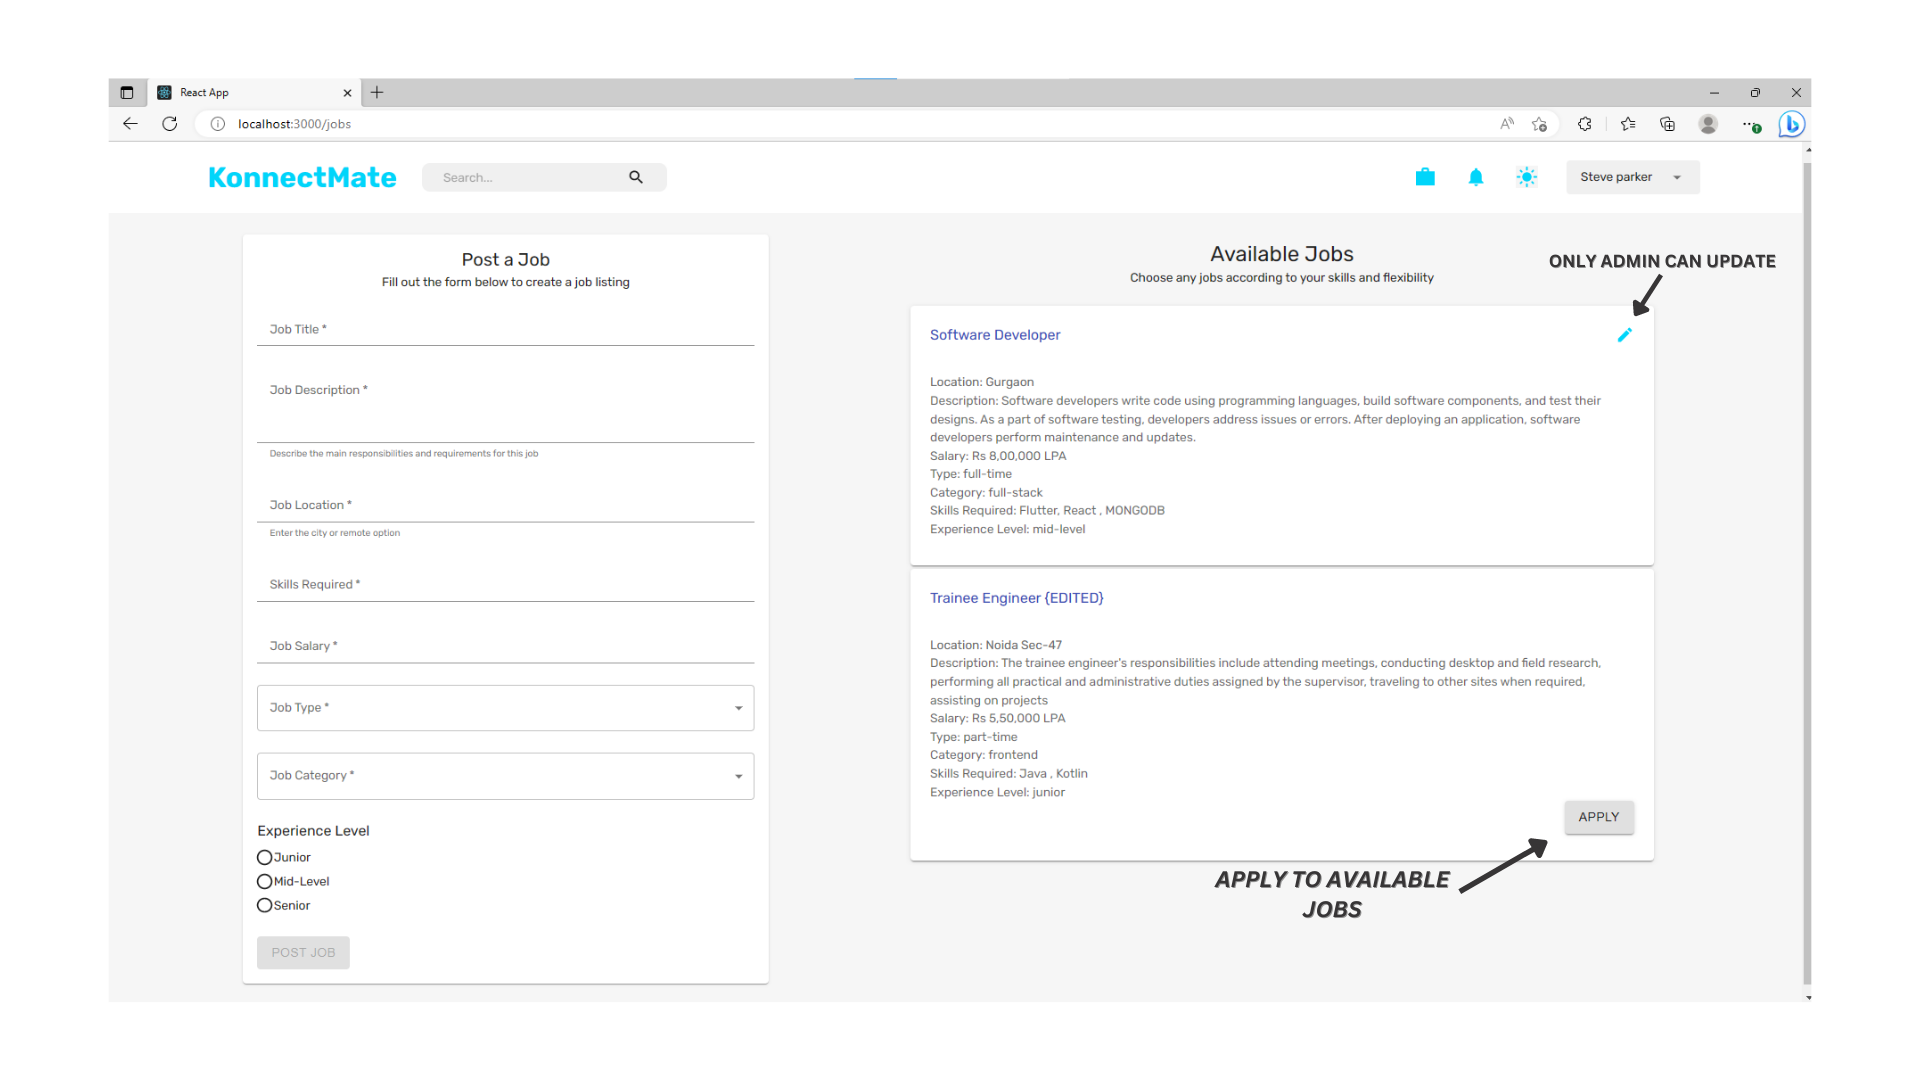 React App
localhost:3000/jobs
KonnectMate
Search...
Steve parker
Post a Job
Fill out the form below to create a job listing
Job Title *
Job Description *
Describe the main responsibilities and requirements for this job
Job Location *
Enter the city or remote option
Skills Required *
Job Salary *
Job Type *
Job Category *
Experience Level
Junior
Mid-Level
Senior
POST JOB
Available Jobs
Choose any jobs according to your skills and flexibility
ONLY ADMIN CAN UPDATE
Software Developer
Location: Gurgaon
Description: Software developers write code using programming languages, build software components, and test their
designs. As a part of software testing, developers address issues or errors. After deploying an application, software
developers perform maintenance and updates.
Salary: Rs 8,00,000 LPA
Type: full-time
Category: full-stack
Skills Required: Flutter, React , MONGODB
Experience Level: mid-level
Trainee Engineer {EDITED}
Location: Noida Sec-47
Description: The trainee engineer's responsibilities include attending meetings, conducting desktop and field research,
performing all practical and administrative duties assigned by the supervisor, traveling to other sites when required,
assisting on projects
Salary: Rs 5,50,000 LPA
Type: part-time
Category: frontend
Skills Required: Java , Kotlin
Experience Level: junior
APPLY
APPLY TO AVAILABLE
JOBS